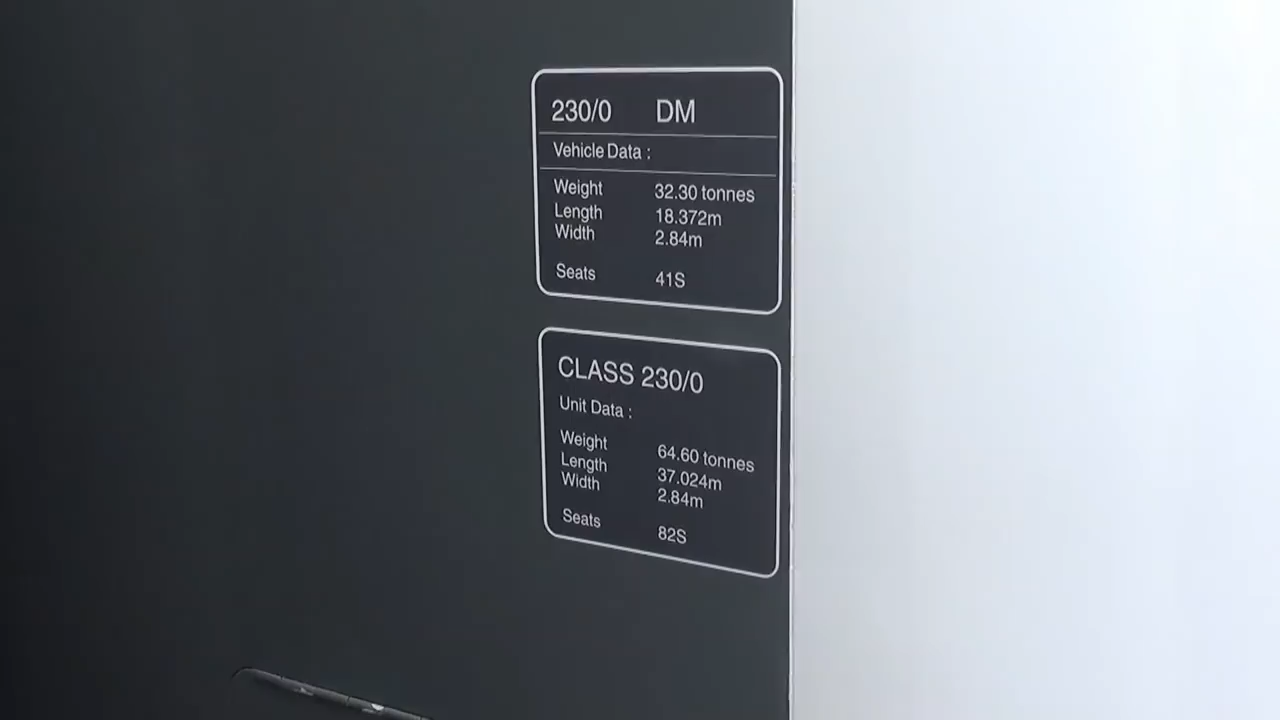 230/0 DM
Vehicle Data :
Weight 32.30 tonnes
Length 18.372m
Width 2.84m
Seats 41S
CLASS 230/0
Unit Data :
Weight 64.60 tonnes
Length 37.024m
Width 2.84m
Seats 82S